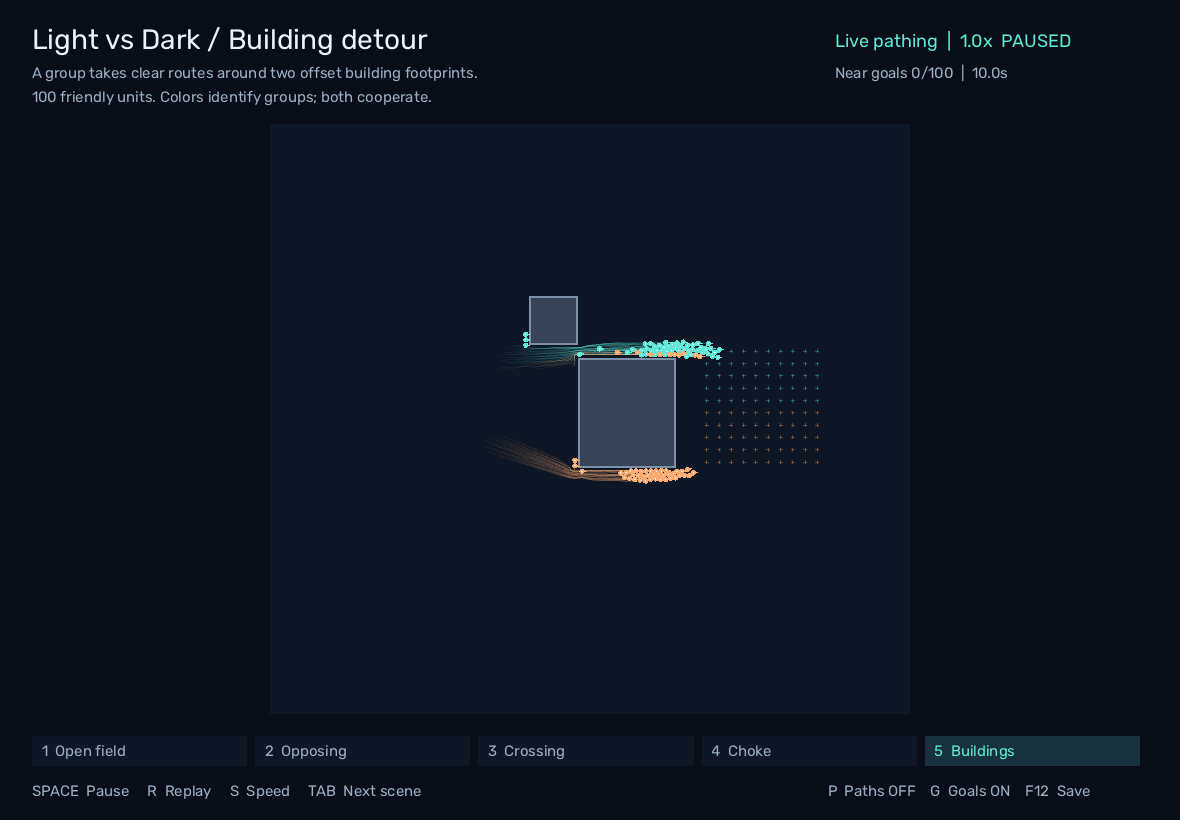 Light vs Dark / Building detour
A group takes clear routes around two offset building footprints.
100 friendly units. Colors identify groups; both cooperate.
Live pathing | 1.0x PAUSED
Near goals 0/100 | 10.0s
1 Open field
2 Opposing
3 Crossing
4 Choke
5 Buildings
SPACE Pause R Replay S Speed TAB Next scene
P Paths OFF G Goals ON F12 Save